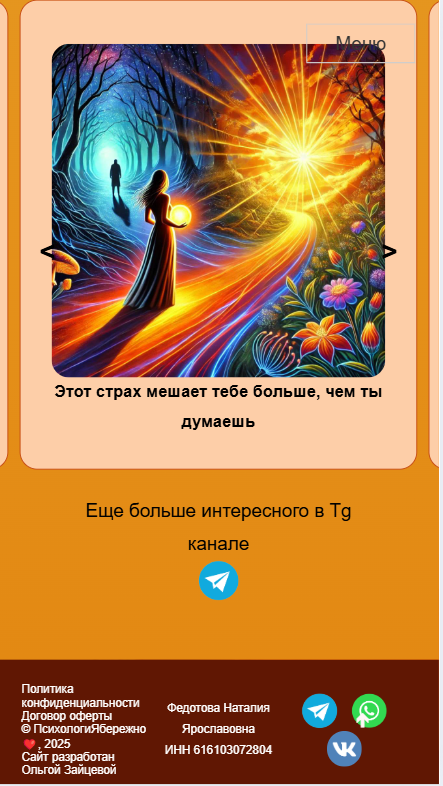 Меню
<
>
Этот страх мешает тебе больше, чем ты
думаешь
Еще больше интересного в Tg
канале
Политика
конфиденциальности
Договор оферты
© ПсихологиЯбережно
❤️, 2025
Сайт разработан
Ольгой Зайцевой
Федотова Наталия
Ярославовна
ИНН 616103072804